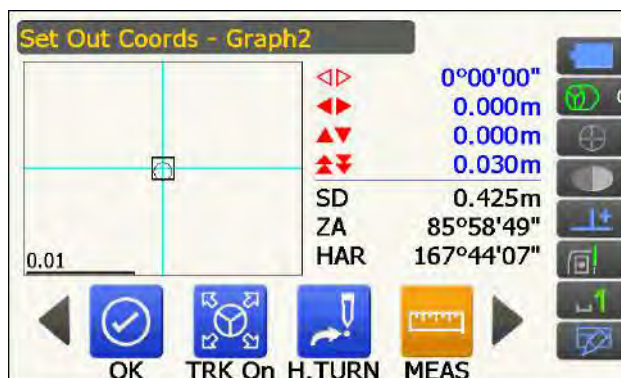 Set Out Coords - Graph2
0°00'00"
0.000m
0.000m
0.030m
SD 0.425m
ZA 85°58'49"
HAR 167°44'07"
0.01
OK TRK On H.TURN MEAS